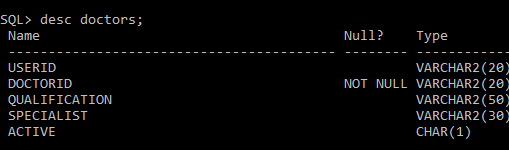 SQL> desc doctors;
Name Null? Type
----------------------------------------- -------- ------------
USERID VARCHAR2(20)
DOCTORID NOT NULL VARCHAR2(20)
QUALIFICATION VARCHAR2(50)
SPECIALIST VARCHAR2(30)
ACTIVE CHAR(1)